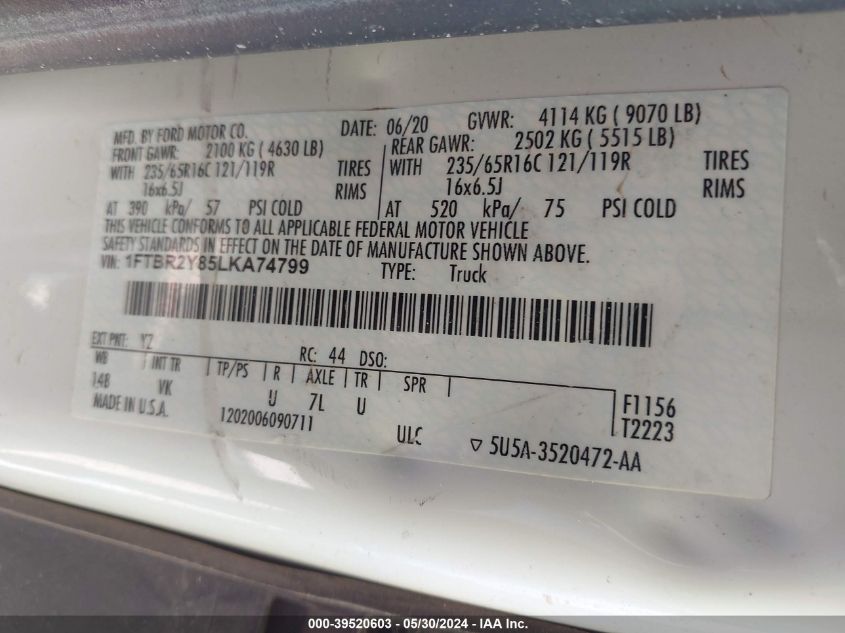 MFD. BY FORD MOTOR CO. DATE: 06/20 GVWR: 4114 KG ( 9070 LB)
FRONT GAWR: 2100 KG ( 4630 LB) REAR GAWR: 2502 KG ( 5515 LB)
WITH 235/65R16C 121/119R TIRES WITH 235/65R16C 121/119R TIRES
16x6.5J RIMS 16x6.5J RIMS
AT 390 kPa/ 57 PSI COLD AT 520 kPa/ 75 PSI COLD
THIS VEHICLE CONFORMS TO ALL APPLICABLE FEDERAL MOTOR VEHICLE
SAFETY STANDARDS IN EFFECT ON THE DATE OF MANUFACTURE SHOWN ABOVE.
VIN: 1FTBR2Y85LKA74799 TYPE: Truck
EXT PNT: YZ RC: 44 DSO:
WB INT TR TP/PS R AXLE TR SPR
148 VK U 7L U
F1156
T2223
MADE IN U.S.A. 1202006090711 ULC ▽ 5U5A-3520472-AA
000-39520603 - 05/30/2024 - IAA Inc.